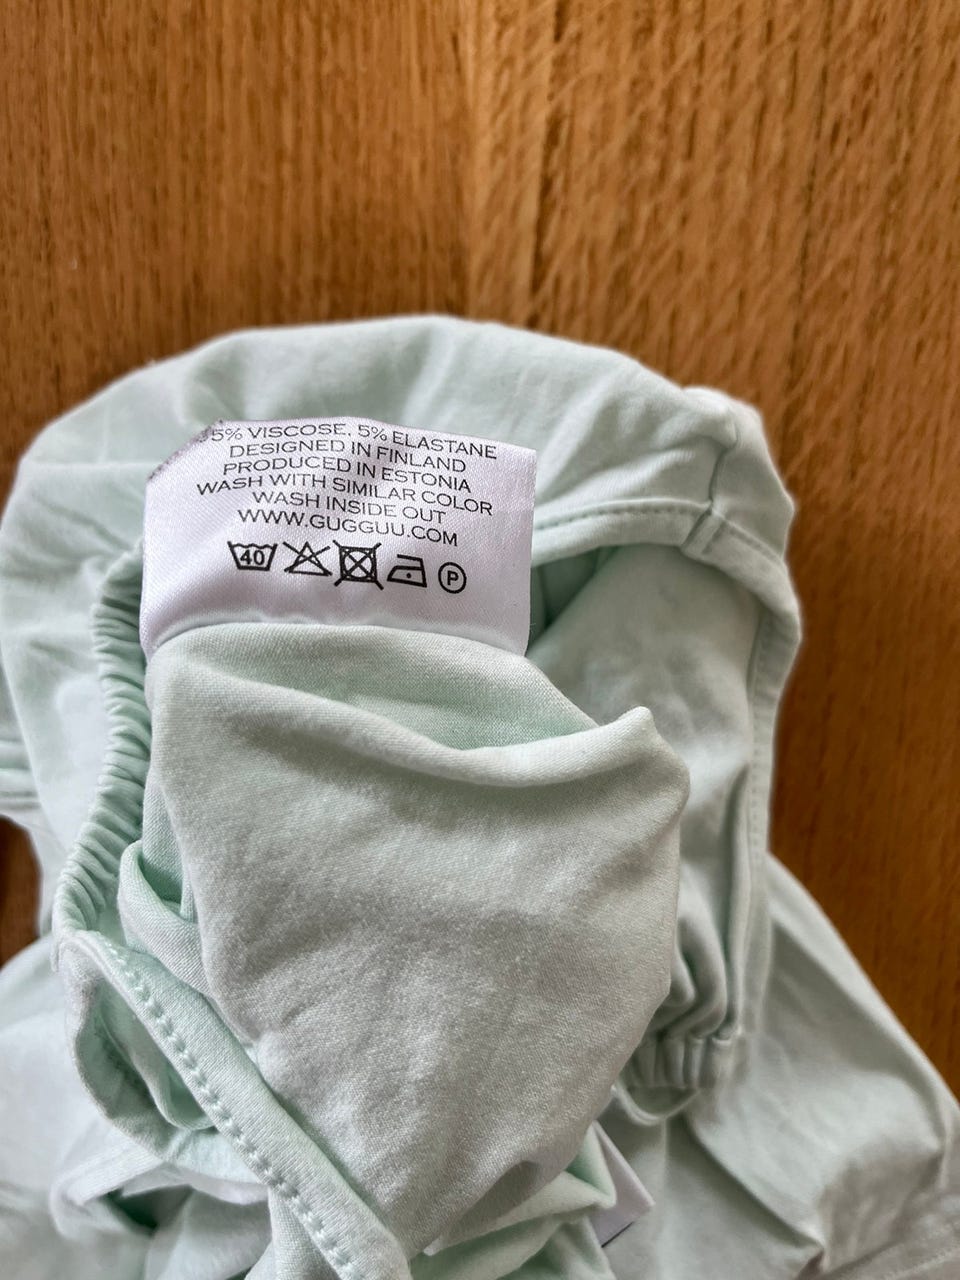 5% VISCOSE, 5% ELASTANE
DESIGNED IN FINLAND
PRODUCED IN ESTONIA
WASH WITH SIMILAR COLOR
WASH INSIDE OUT
WWW.GUGGUU.COM
40 P